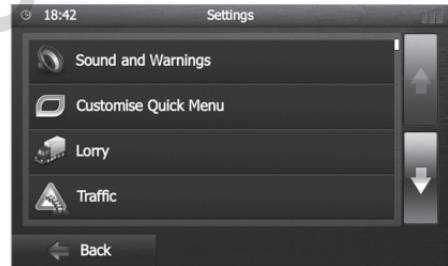 18:42 Settings
Sound and Warnings
Customise Quick Menu
Lorry
Traffic
Back